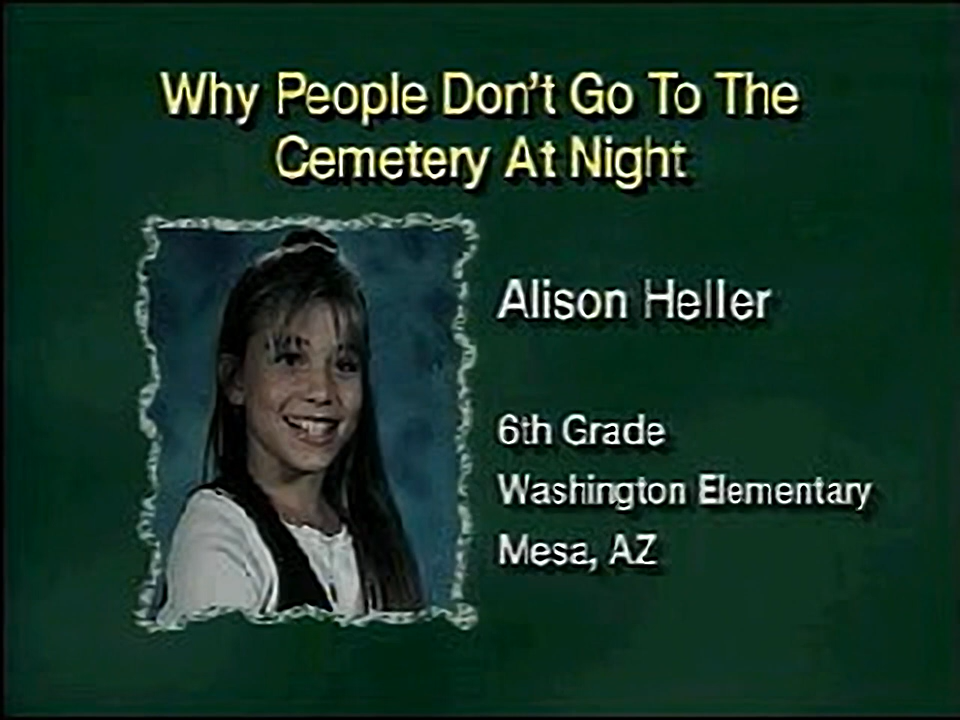 Why People Don't Go To The
Cemetery At Night
Alison Heller
6th Grade
Washington Elementary
Mesa, AZ